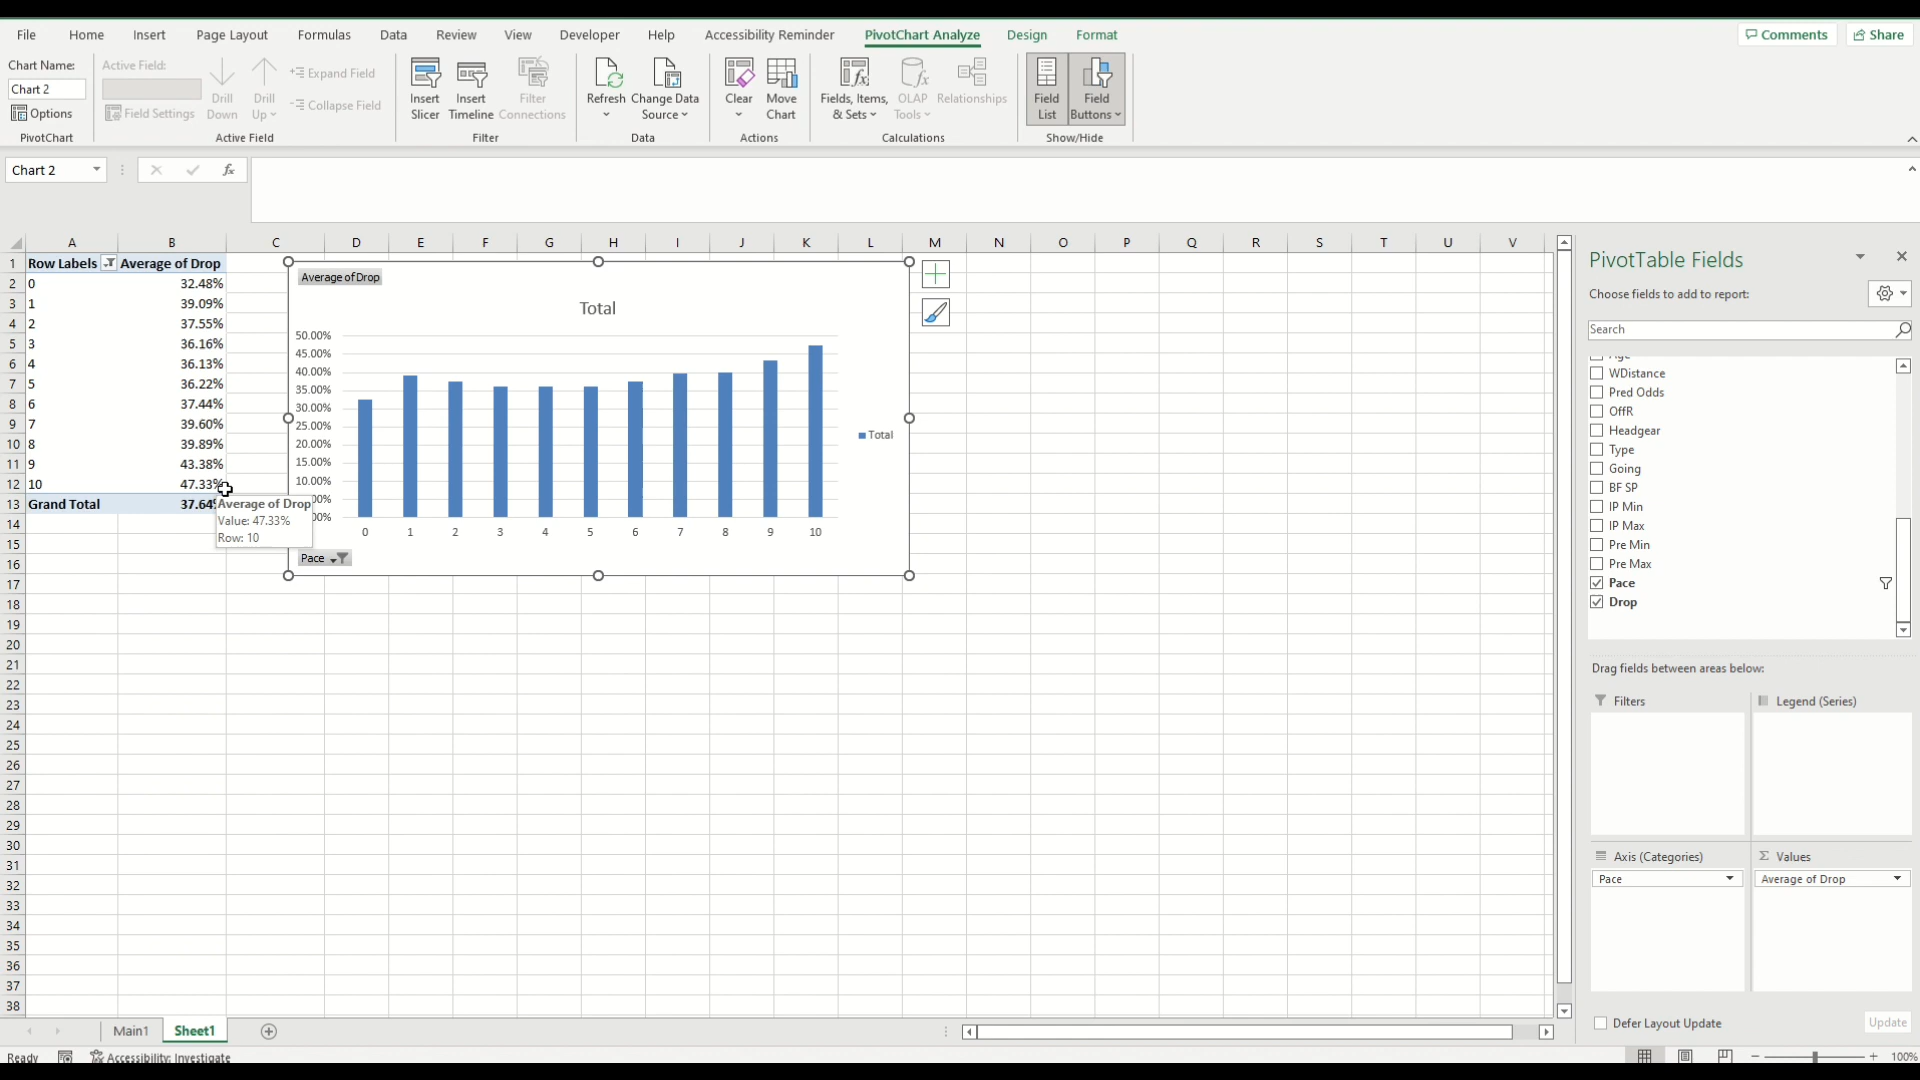 File Home Insert Page Layout Formulas Data Review View Developer Help Accessibility Reminder PivotChart Analyze Design Format Comments Share
Chart Name:
Chart 2
Options
PivotChart
Active Field:
Field Settings
Drill Down
Drill Up
Expand Field
Collapse Field
Active Field
Insert Slicer
Insert Timeline
Filter Connections
Filter
Refresh
Change Data Source
Data
Clear
Move Chart
Actions
Fields, Items, & Sets
OLAP Tools
Relationships
Calculations
Field List
Field Buttons
Show/Hide
Chart 2 fx
A B C D E F G H I J K L M N O P Q R S T U V
1 Row Labels Average of Drop
2 0 32.48%
3 1 39.09%
4 2 37.55%
5 3 36.16%
6 4 36.13%
7 5 36.22%
8 6 37.44%
9 7 39.60%
10 8 39.89%
11 9 43.38%
12 10 47.33%
13 Grand Total 37.64%
14
15
16
17
18
19
20
21
22
23
24
25
26
27
28
29
30
31
32
33
34
35
36
37
38
Average of Drop
Value: 47.33%
Row: 10
Average of Drop
Total
50.00%
45.00%
40.00%
35.00%
30.00%
25.00%
20.00%
15.00%
10.00%
0 1 2 3 4 5 6 7 8 9 10
Total
Pace
PivotTable Fields
Choose fields to add to report:
Search
WDistance
Pred Odds
OffR
Headgear
Type
Going
BF SP
IP Min
IP Max
Pre Min
Pre Max
Pace
Drop
Drag fields between areas below:
Filters
Legend (Series)
Axis (Categories)
Pace
Values
Average of Drop
Defer Layout Update
Update
Main1 Sheet1
Ready Accessibility: Investigate 100%